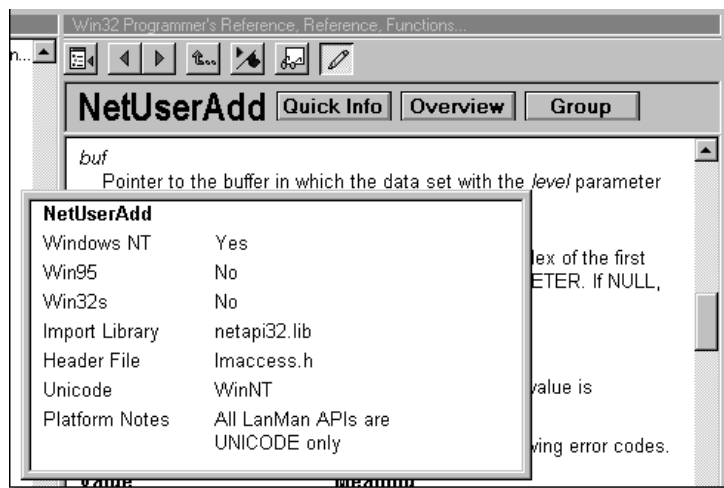 Win32 Programmer's Reference, Reference, Functions...
n...
NetUserAdd Quick Info Overview Group
buf
Pointer to the buffer in which the data set with the level parameter
NetUserAdd
Windows NT Yes
Win95 No
Win32s No
Import Library netapi32.lib
Header File lmaccess.h
Unicode WinNT
Platform Notes All LanMan APIs are
UNICODE only
lex of the first
ETER. If NULL,
value is
wing error codes.
Value Meaning